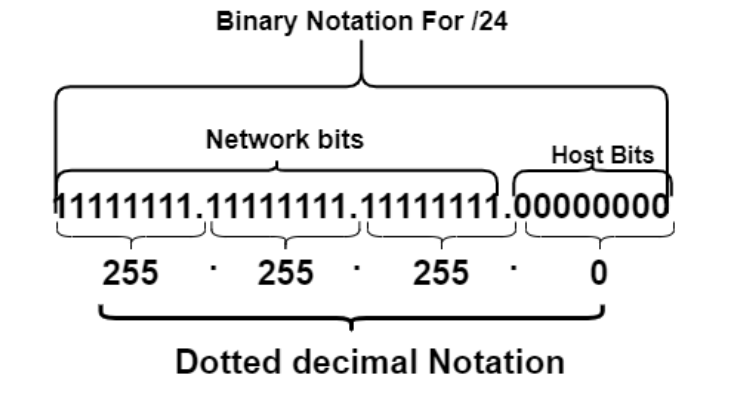 Binary Notation For /24
Network bits
Host Bits
11111111.11111111.11111111.00000000
255 . 255 . 255 . 0
Dotted decimal Notation